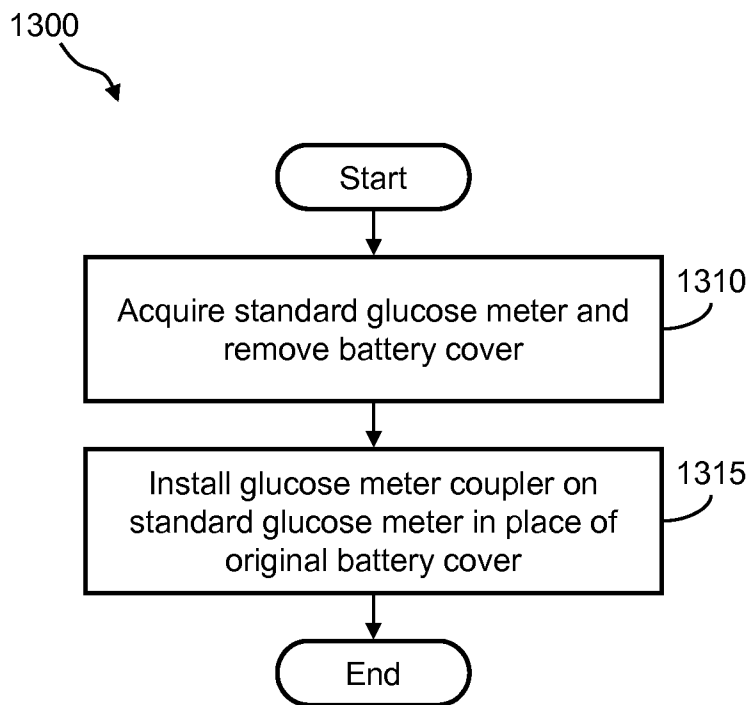 1300
Start
Acquire standard glucose meter and
remove battery cover
1310
Install glucose meter coupler on
standard glucose meter in place of
original battery cover
1315
End